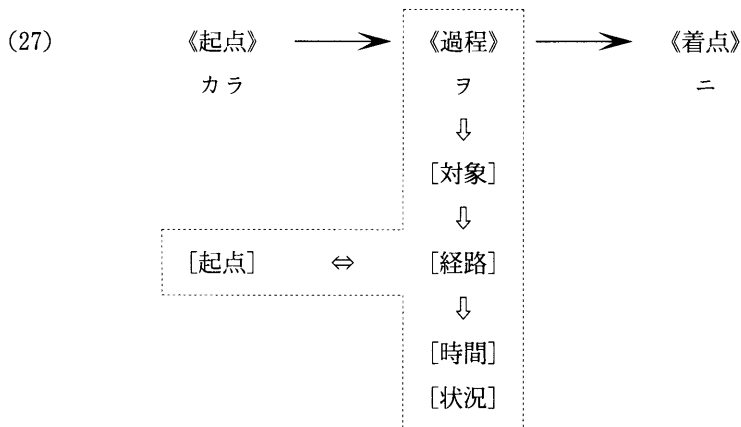 (27) 《起点》 ⟶ 《過程》 ⟶ 《着点》
カラ ヲ ニ
⇩
[対象]
⇩
[起点] ⇔ [経路]
⇩
[時間]
[状況]